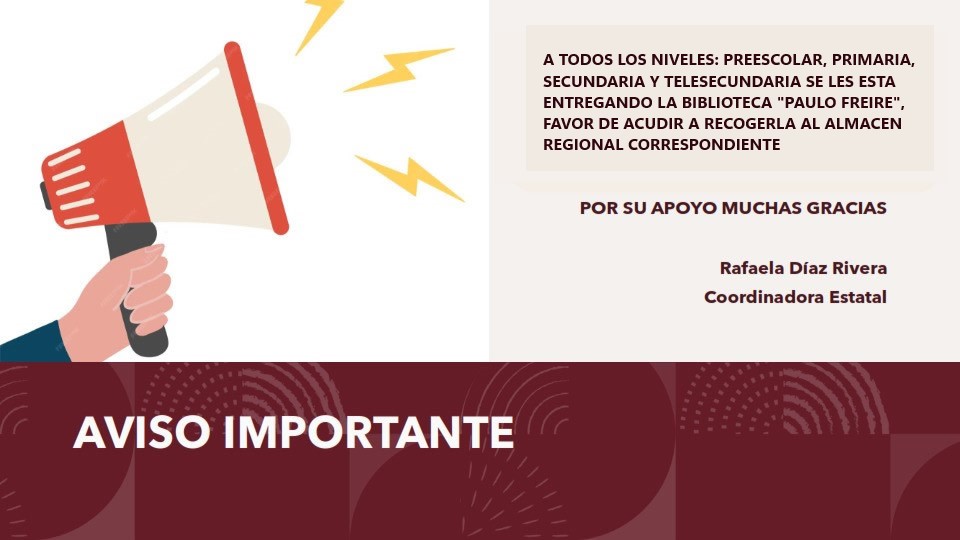 A TODOS LOS NIVELES: PREESCOLAR, PRIMARIA,
SECUNDARIA Y TELESECUNDARIA SE LES ESTA
ENTREGANDO LA BIBLIOTECA "PAULO FREIRE",
FAVOR DE ACUDIR A RECOGERLA AL ALMACEN
REGIONAL CORRESPONDIENTE
POR SU APOYO MUCHAS GRACIAS
Rafaela Díaz Rivera
Coordinadora Estatal
AVISO IMPORTANTE